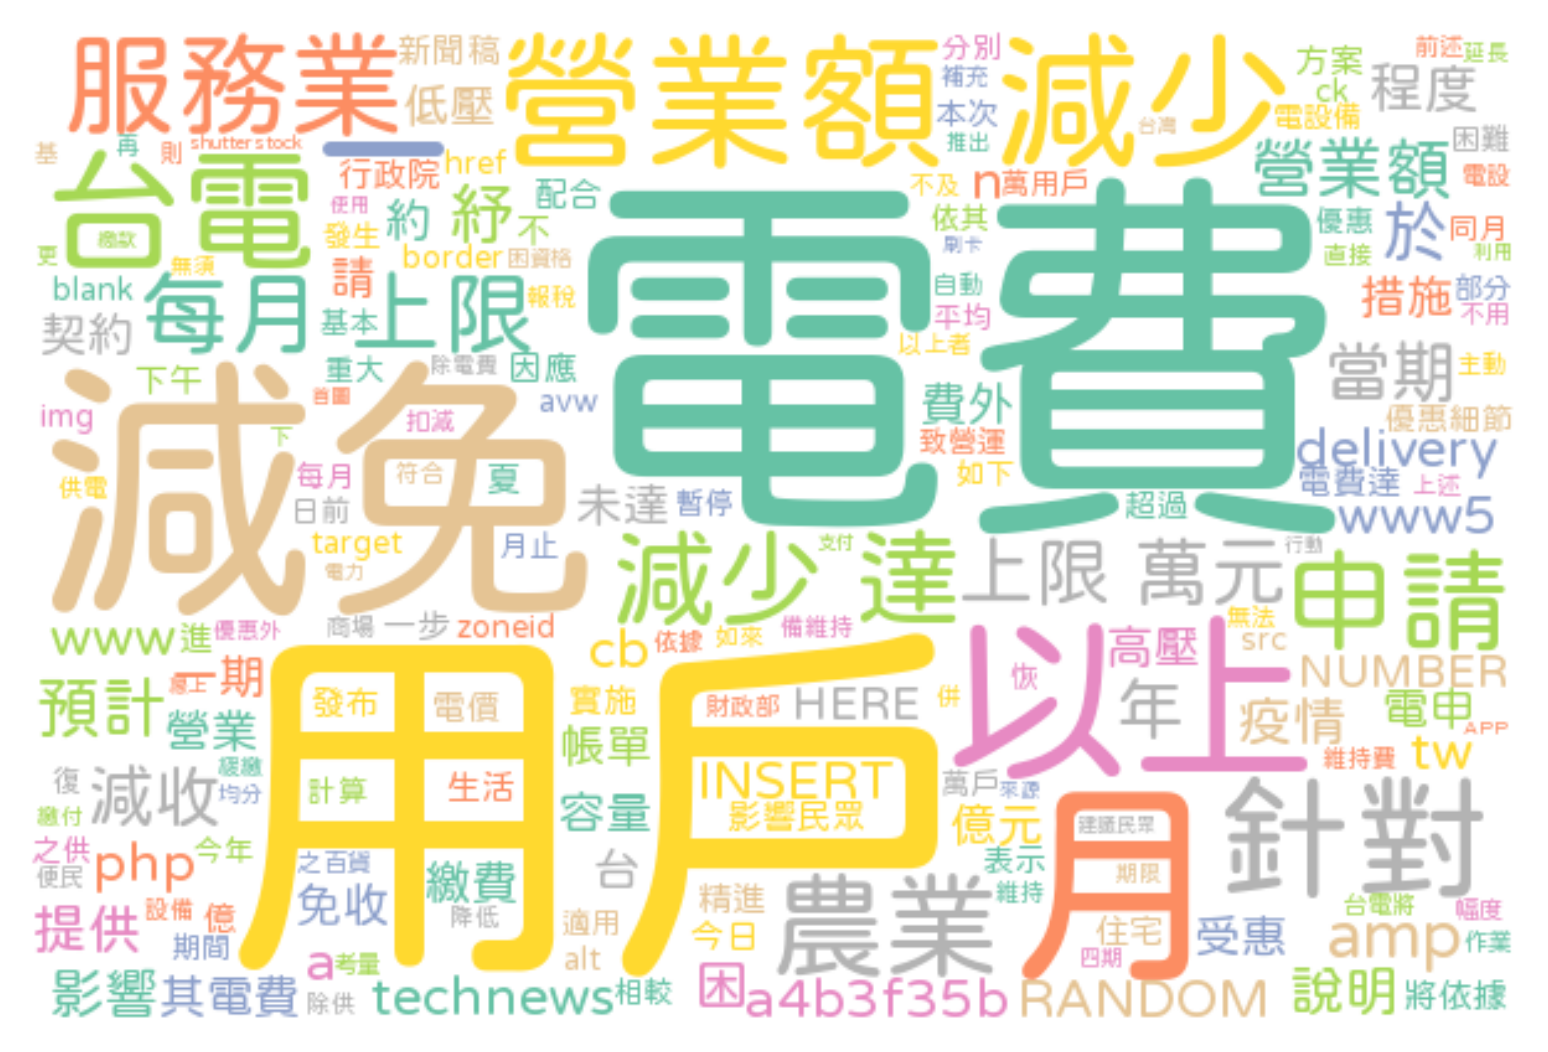 服務業
新聞稿
營業額減少
分別
方案
前述
延長
低壓
補充
ck
程度
本次
台灣
電設備
基
再
則
shutterstock
一
推出
困難
台電
行政院
href
配合
不及
n
萬用戶
營業額
電設
使用
約
紓
不
依其
優惠
於
同月
繳款
發生
刷卡
直接
利用
更
無須
請
border
困資格
電費
自動
措施
部分
blank
每月
上限
報稅
基本
平均
不用
契約
以上者
下午
重大
除電費
因應
當期
主動
減免
首圖
avw
費外
img
扣減
優惠細節
下
致營運
delivery
供電
每月
符合
夏
如下
電費達
上述
日前
未達
暫停
超過
www5
target
月止
減少
支付
達
上限
萬元
行動
申請
電力
www
進
優惠外
商場
一步
zoneid
cb
依據
如來
備維持
以上
高壓
無法
src
一期
用戶
恢
NUMBER
預計
發布
電價
實施
財政部
HERE
併
年
疫情
電申
APP
營業
帳單
維持費
tw
復
減收
緩繳
均分
計算
生活
INSERT
萬戶
來源
針對
繳付
容量
影響民眾
億元
月
建議民眾
之供
php
今年
之百貨
繳費
台
表示
期限
便民
免收
維持
提供
設備
億
降低
適用
精進
農業
住宅
受惠
台電將
幅度
期間
今日
四期
amp
作業
影響
其電費
a
考量
除供
alt
technews
相較
困
a4b3f35b
RANDOM
說明
將依據